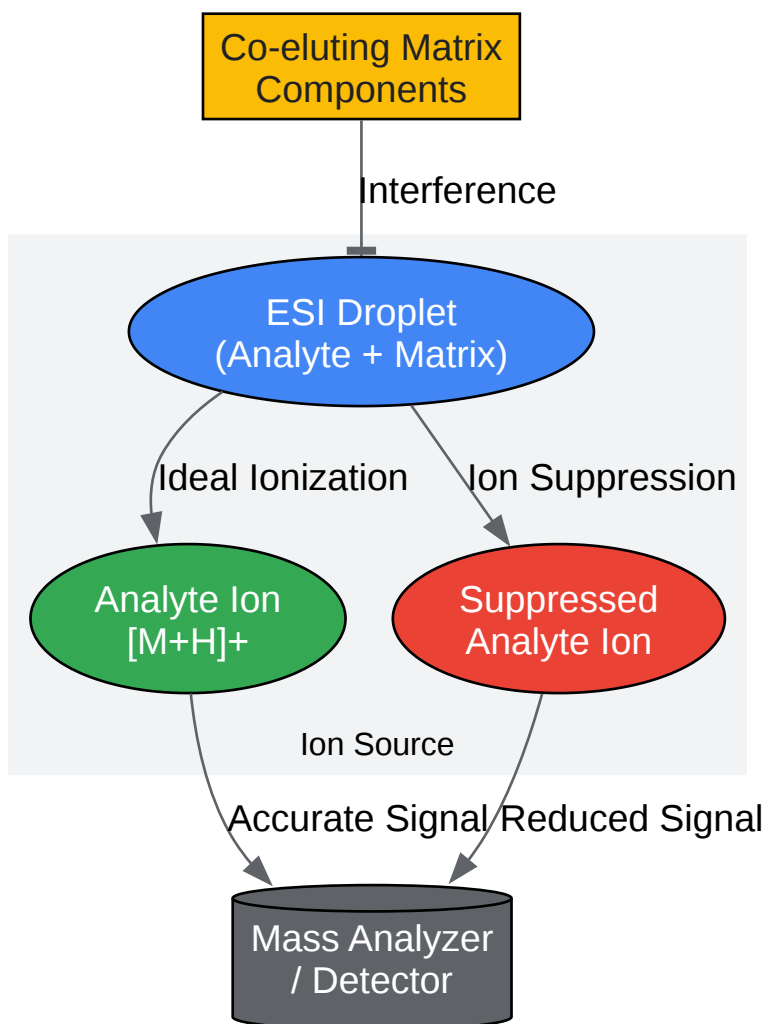 Co-eluting Matrix
Components
Interference
ESI Droplet
(Analyte + Matrix)
Ideal Ionization
Ion Suppression
Analyte Ion
[M+H]+
Suppressed
Analyte Ion
Ion Source
Accurate Signal
Reduced Signal
Mass Analyzer
/ Detector